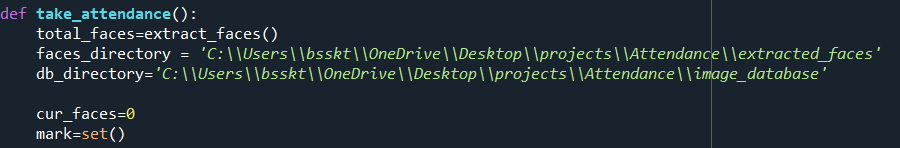 def take_attendance():
    total_faces=extract_faces()
    faces_directory = 'C:\\Users\\bsskt\\OneDrive\\Desktop\\projects\\Attendance\\extracted_faces'
    db_directory='C:\\Users\\bsskt\\OneDrive\\Desktop\\projects\\Attendance\\image_database'
    cur_faces=0
    mark=set()